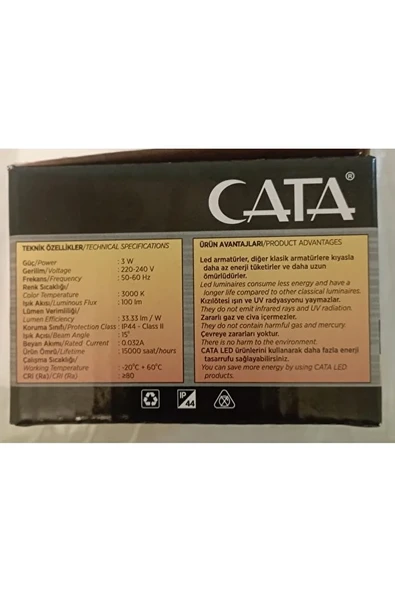 CATA®
TEKNİK ÖZELLİKLER/TECHNICAL SPECIFICATIONS
Güç/Power : 3 W
Gerilim/Voltage : 220-240 V
Frekans/Frequency : 50-60 Hz
Renk Sıcaklığı/
Color Temperature : 3000 K
Işık Akısı/Luminous Flux : 100 lm
Lümen Verimliliği/
Lumen Efficiency : 33.33 lm / W
Koruma Sınıfı/Protection Class : IP44 - Class II
Işık Açısı/Beam Angle : 15°
Beyan Akımı/Rated Current : 0.032A
Ürün Ömrü/Lifetime : 15000 saat/hours
Çalışma Sıcaklığı/
Working Temperature : -20°C + 60°C
CRI (Ra)/CRI (Ra) : ≥80
ÜRÜN AVANTAJLARI/PRODUCT ADVANTAGES
Led armatürler, diğer klasik armatürlere kıyasla
daha az enerji tüketirler ve daha uzun
ömürlüdürler.
Led luminaires consume less energy and have a
longer life compared to other classical luminaires.
Kızılötesi ışın ve UV radyasyonu yaymazlar.
They do not emit infrared rays and UV radiation.
Zararlı gaz ve civa içermezler.
They do not contain harmful gas and mercury.
Çevreye zararları yoktur.
There is no harm to the environment:
CATA LED ürünlerini kullanarak daha fazla enerji
tasarrufu sağlayabilirsiniz.
You can save more energy by using CATA LED
products.
IP
44